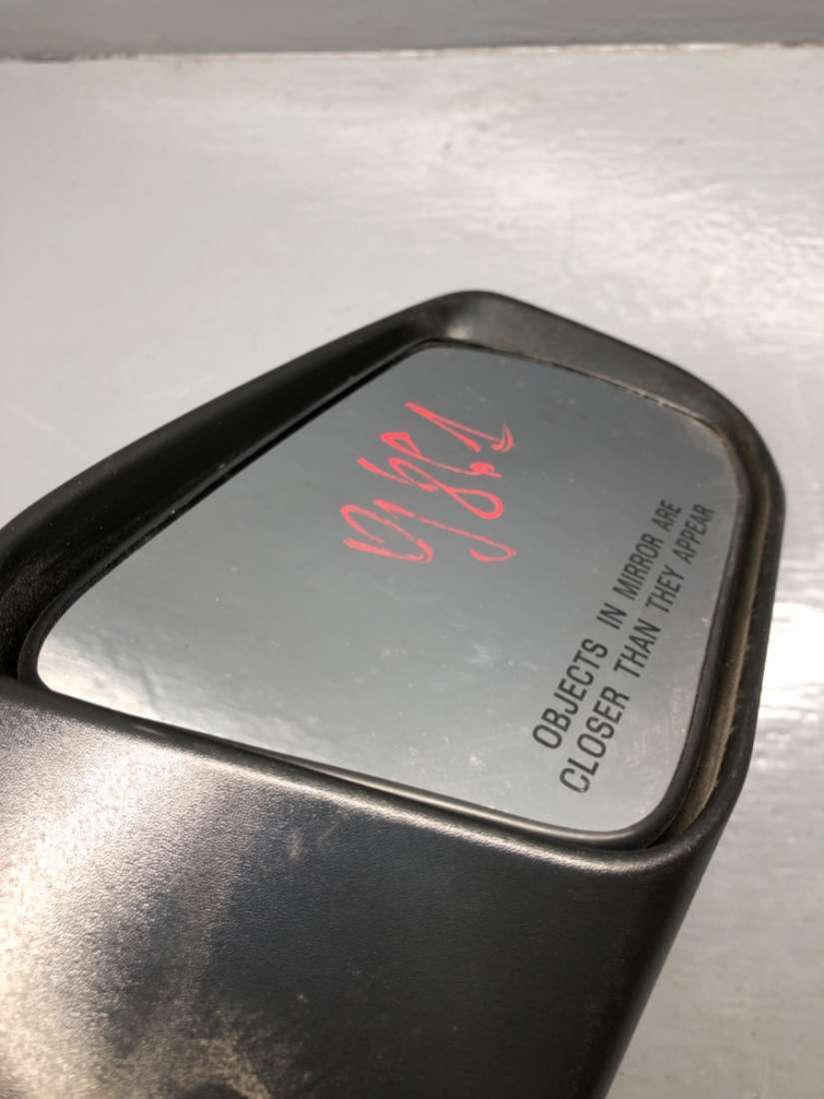 OBJECTS IN MIRROR ARE
CLOSER THAN THEY APPEAR